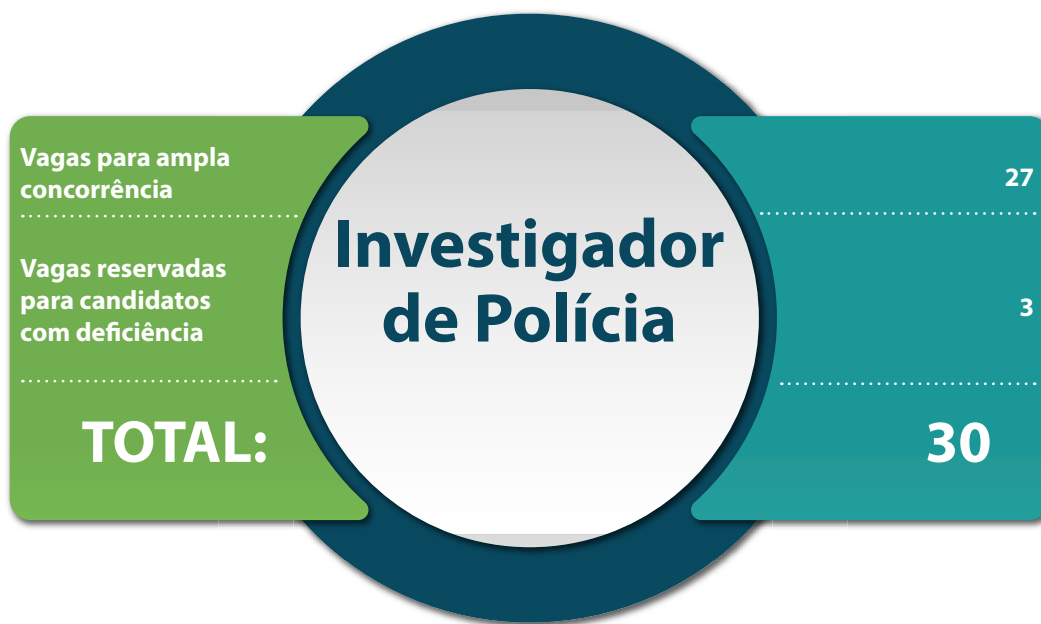 Investigador
de Polícia
Vagas para ampla
concorrência
27
Vagas reservadas
para candidatos
com deficiência
3
TOTAL:
30